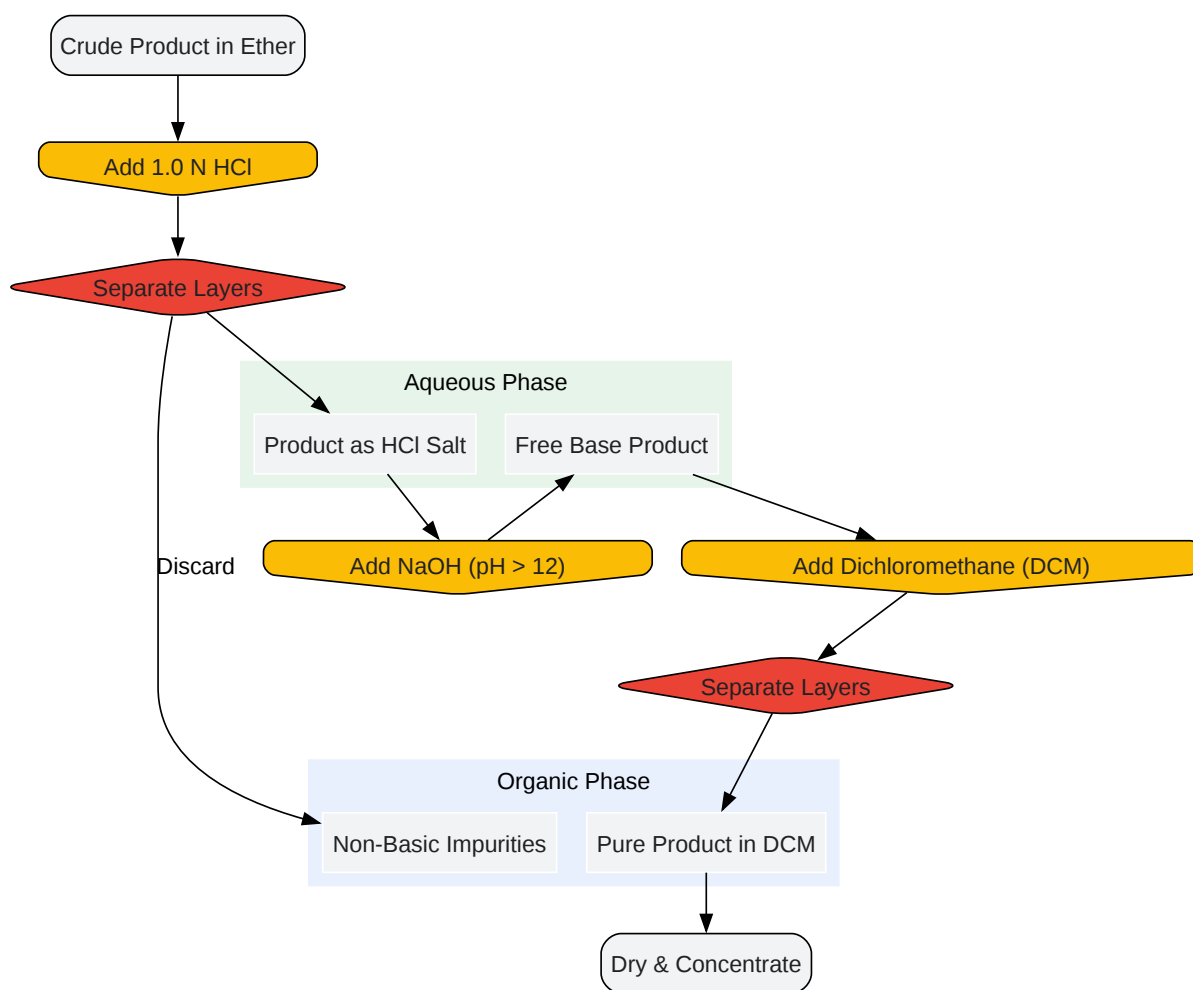 Crude Product in Ether
Add 1.0 N HCl
Separate Layers
Aqueous Phase
Product as HCl Salt
Free Base Product
Discard
Add NaOH (pH > 12)
Add Dichloromethane (DCM)
Separate Layers
Organic Phase
Non-Basic Impurities
Pure Product in DCM
Dry & Concentrate